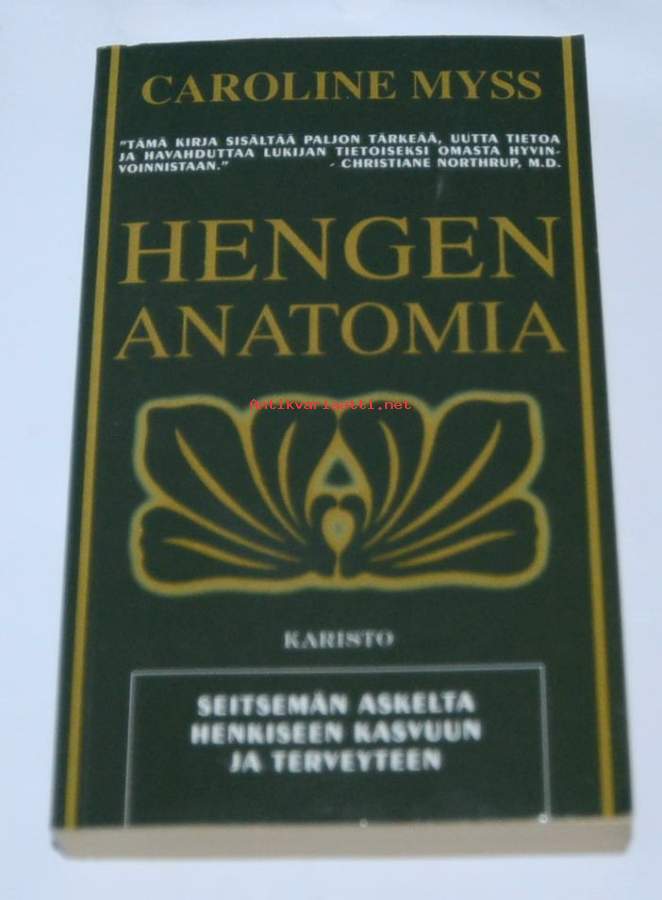 CAROLINE MYSS
"TÄMÄ KIRJA SISÄLTÄÄ PALJON TÄRKEÄÄ, UUTTA TIETOA
JA HAVAHDUTTAA LUKIJAN TIETOISEKSI OMASTA HYVIN-
VOINNISTAAN." - CHRISTIANE NORTHRUP, M.D.
HENGEN
ANATOMIA
Antikvariaatti.net
KARISTO
SEITSEMÄN ASKELTA
HENKISEEN KASVUUN
JA TERVEYTEEN